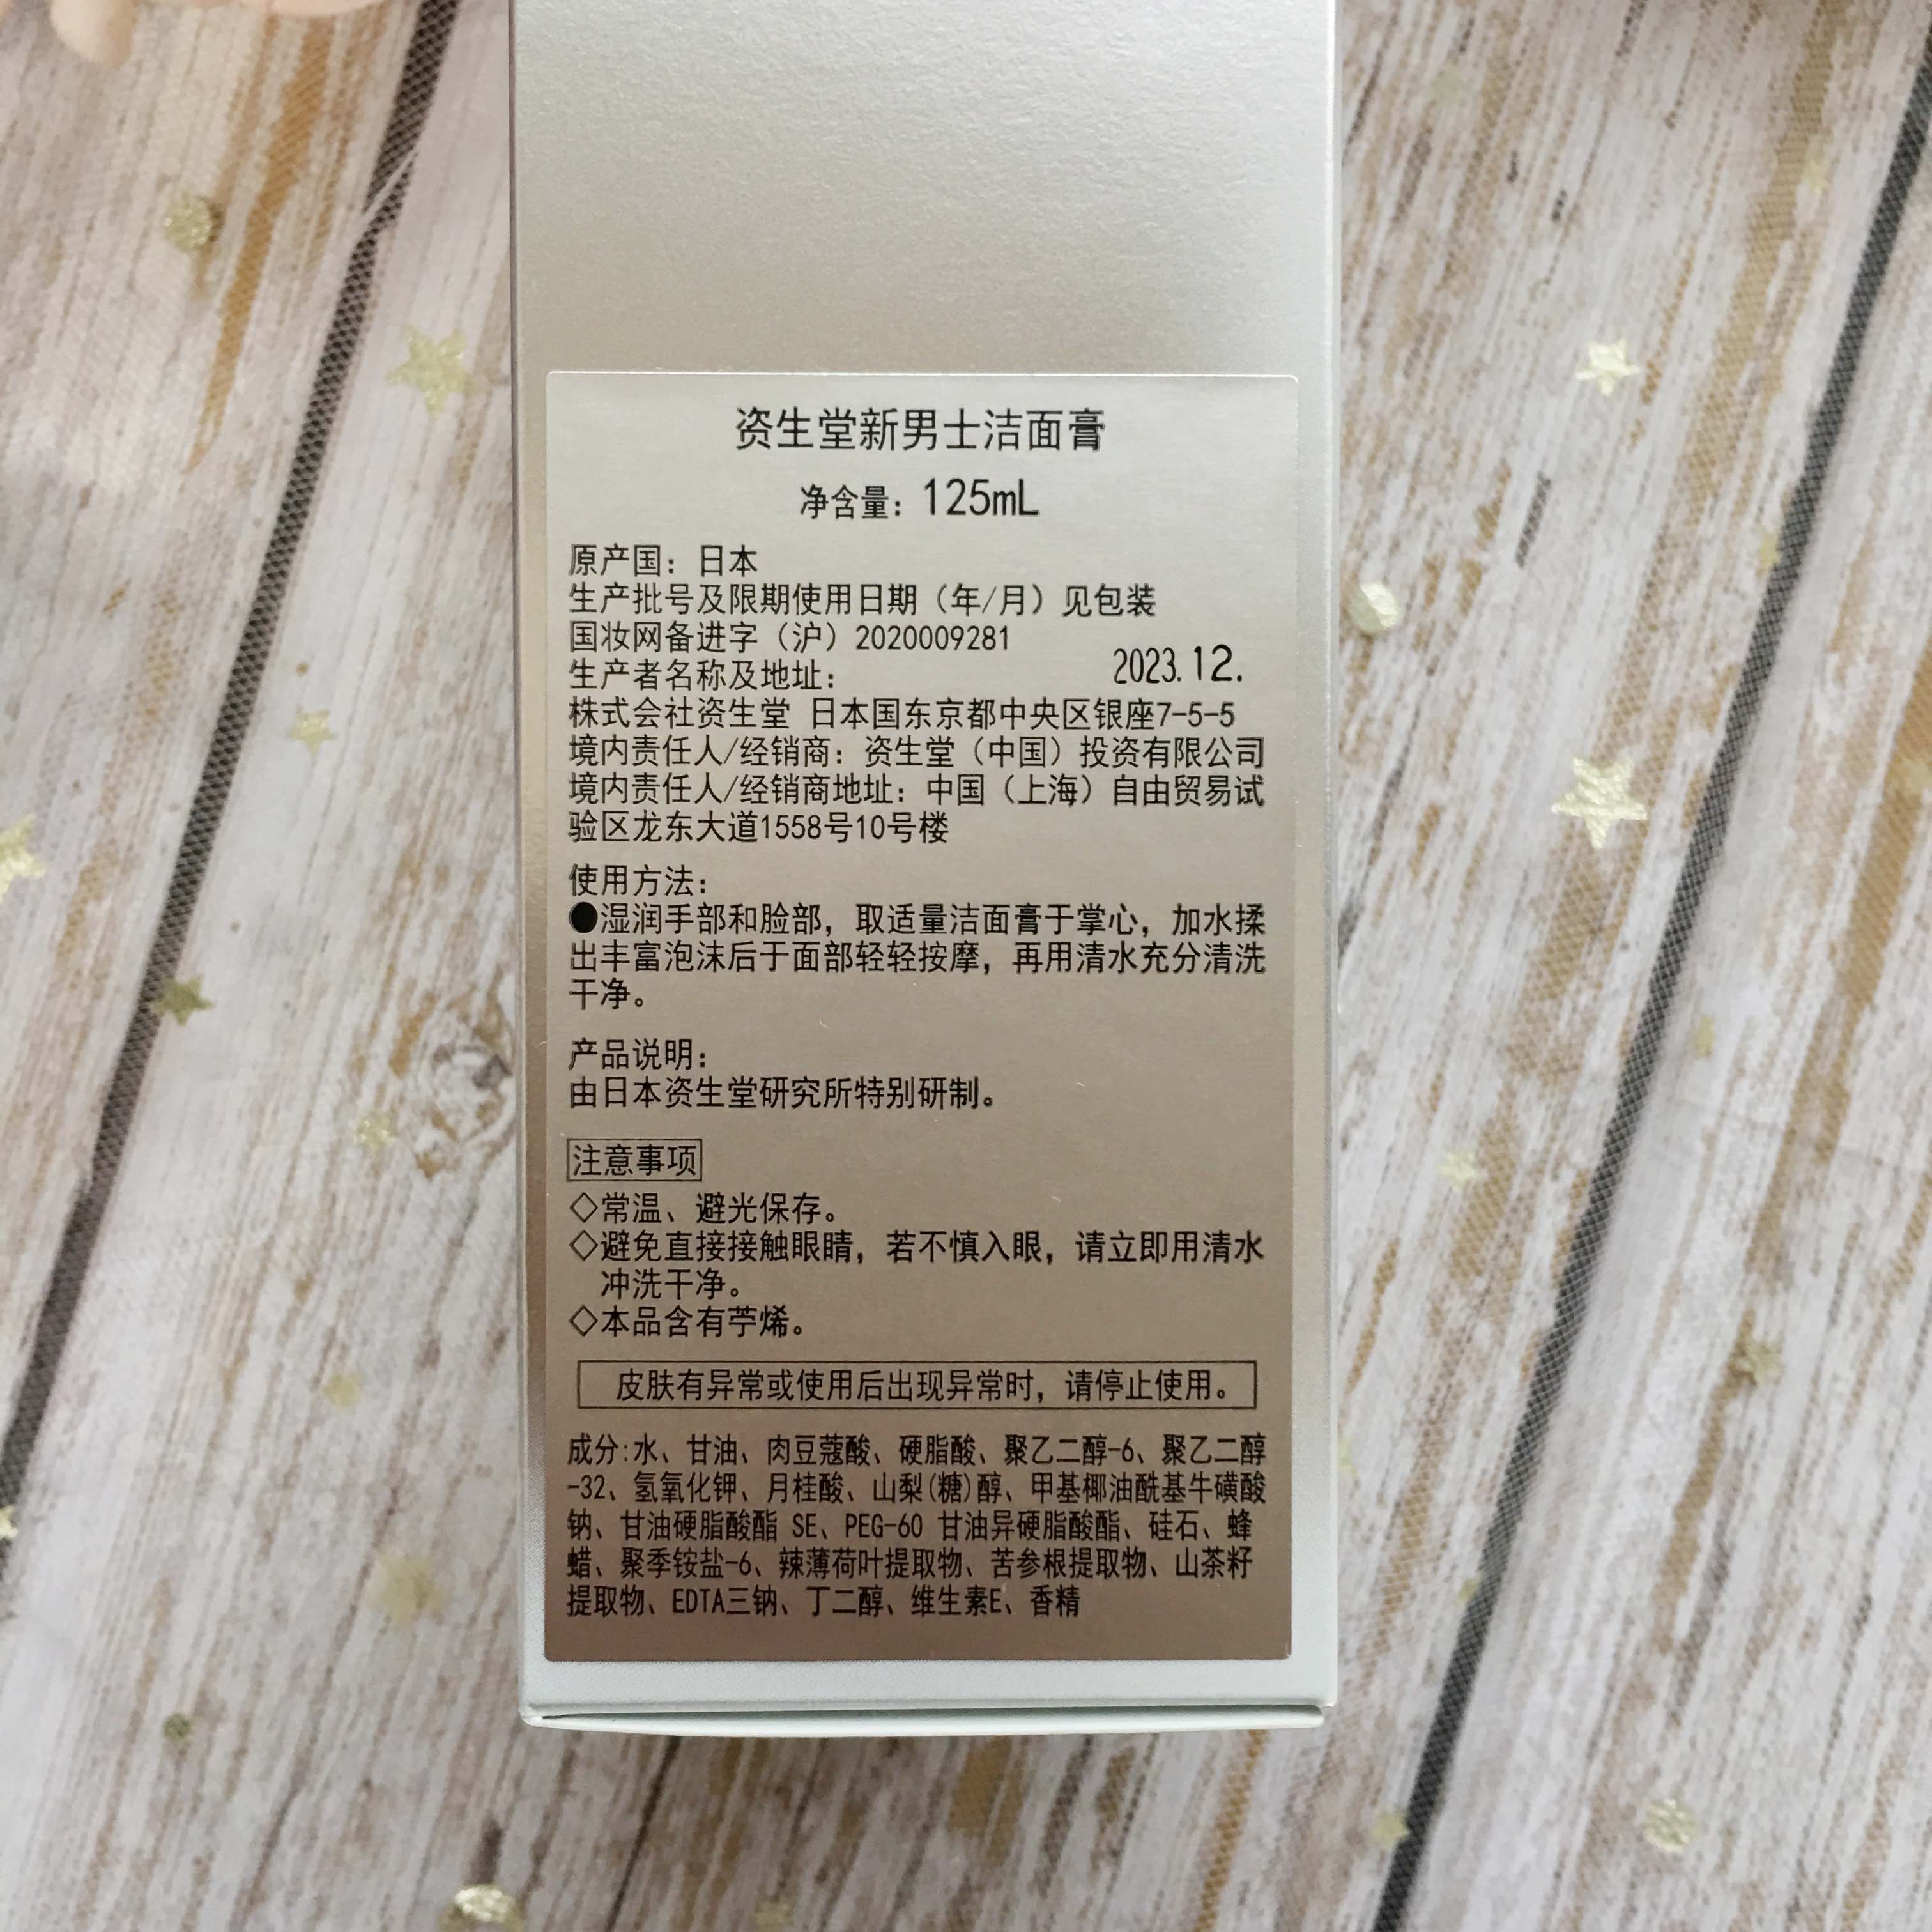 资生堂新男士洁面膏
净含量：125mL
原产国：日本
生产批号及限期使用日期（年/月）见包装
国妆网备进字（沪）2020009281
2023.12.
生产者名称及地址：
株式会社资生堂 日本国东京都中央区银座7-5-5
境内责任人/经销商：资生堂（中国）投资有限公司
境内责任人/经销商地址：中国（上海）自由贸易试
验区龙东大道1558号10号楼
使用方法：
●湿润手部和脸部，取适量洁面膏于掌心，加水揉
出丰富泡沫后于面部轻轻按摩，再用清水充分清洗
干净。
产品说明：
由日本资生堂研究所特别研制。
注意事项
◇常温、避光保存。
◇避免直接接触眼睛，若不慎入眼，请立即用清水
冲洗干净。
◇本品含有苧烯。
皮肤有异常或使用后出现异常时，请停止使用。
成分:水、甘油、肉豆蔻酸、硬脂酸、聚乙二醇-6、聚乙二醇
-32、氢氧化钾、月桂酸、山梨(糖)醇、甲基椰油酰基牛磺酸
钠、甘油硬脂酸酯 SE、PEG-60 甘油异硬脂酸酯、硅石、蜂
蜡、聚季铵盐-6、辣薄荷叶提取物、苦参根提取物、山茶籽
提取物、EDTA三钠、丁二醇、维生素E、香精